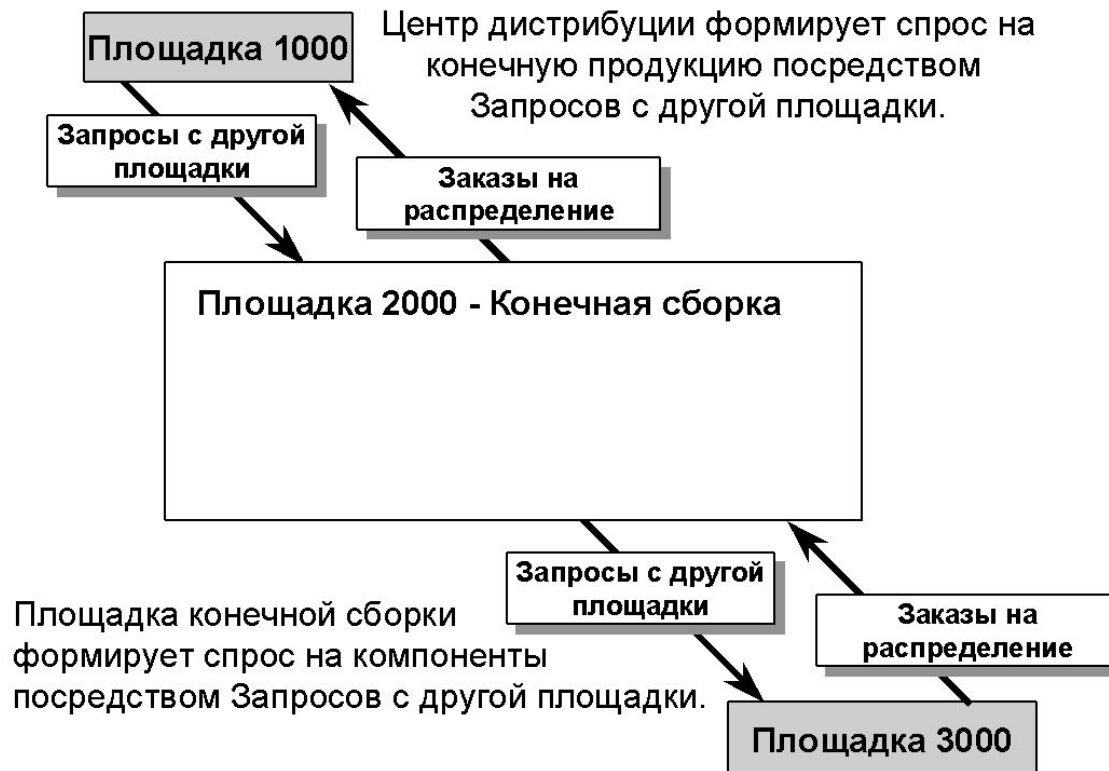 Площадка 1000
Центр дистрибуции формирует спрос на
конечную продукцию посредством
Запросов с другой площадки.
Запросы с другой
площадки
Заказы на
распределение
Площадка 2000 - Конечная сборка
Запросы с другой
площадки
Заказы на
распределение
Площадка конечной сборки
формирует спрос на компоненты
посредством Запросов с другой площадки.
Площадка 3000